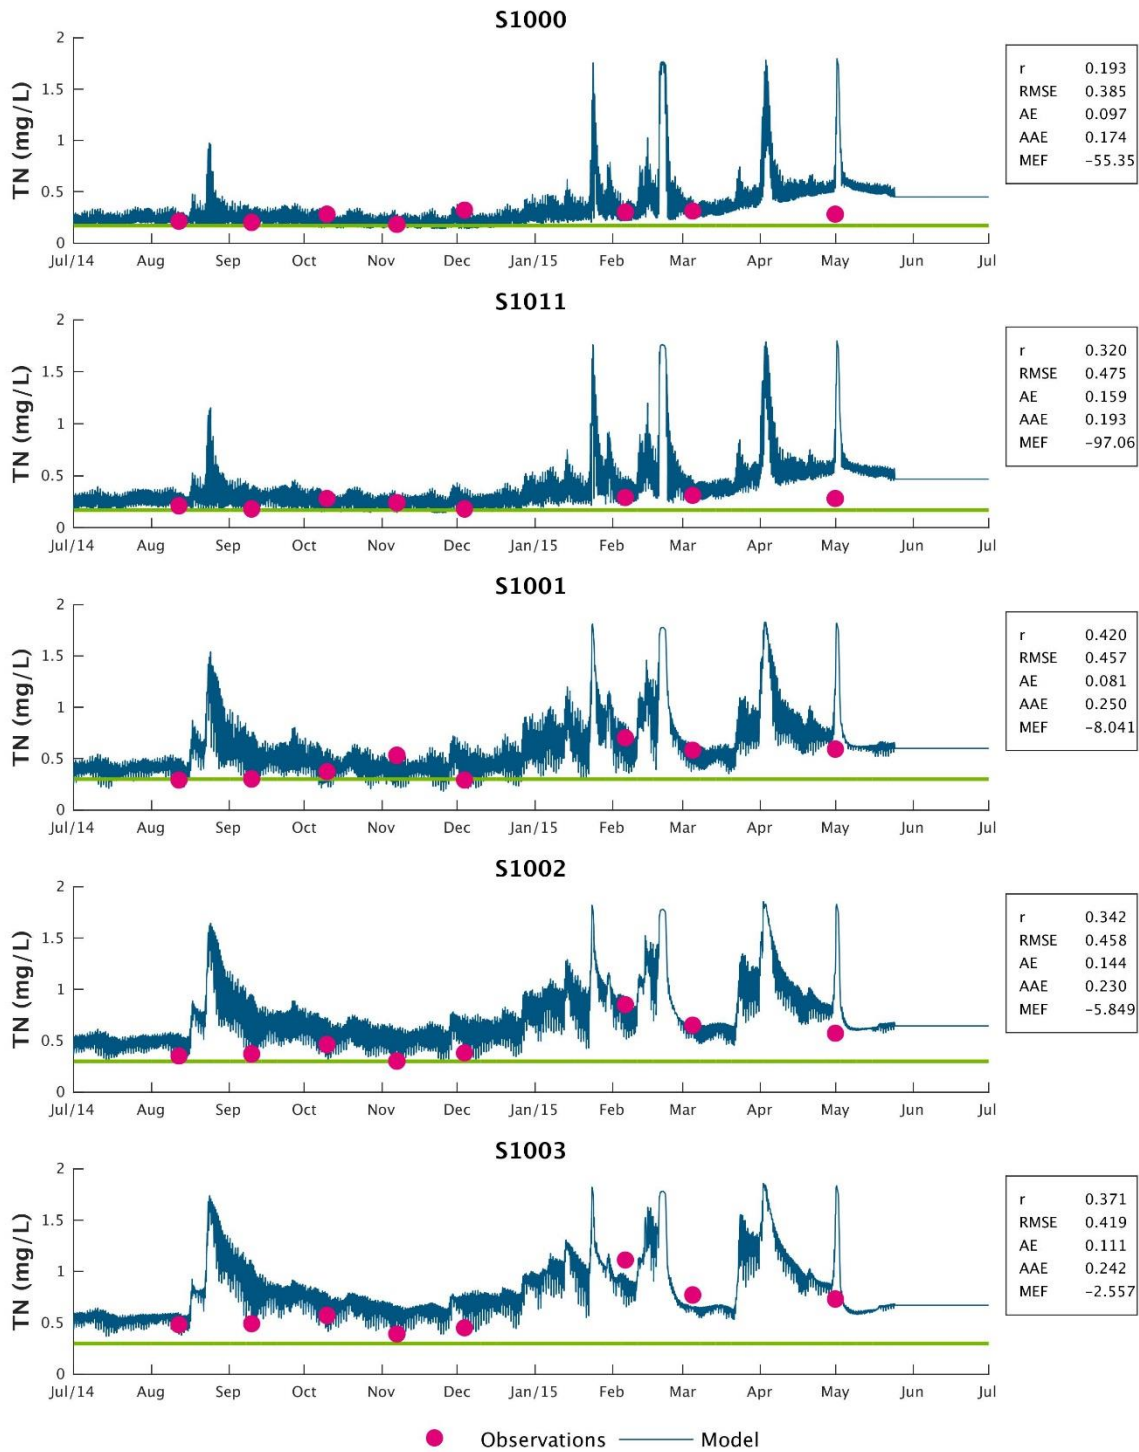 S1000
TN (mg/L)
2
1.5
1
0.5
0
Jul/14 Aug Sep Oct Nov Dec Jan/15 Feb Mar Apr May Jun Jul
r 0.193
RMSE 0.385
AE 0.097
AAE 0.174
MEF −55.35
S1011
TN (mg/L)
2
1.5
1
0.5
0
Jul/14 Aug Sep Oct Nov Dec Jan/15 Feb Mar Apr May Jun Jul
r 0.320
RMSE 0.475
AE 0.159
AAE 0.193
MEF −97.06
S1001
TN (mg/L)
2
1.5
1
0.5
0
Jul/14 Aug Sep Oct Nov Dec Jan/15 Feb Mar Apr May Jun Jul
r 0.420
RMSE 0.457
AE 0.081
AAE 0.250
MEF −8.041
S1002
TN (mg/L)
2
1.5
1
0.5
0
Jul/14 Aug Sep Oct Nov Dec Jan/15 Feb Mar Apr May Jun Jul
r 0.342
RMSE 0.458
AE 0.144
AAE 0.230
MEF −5.849
S1003
TN (mg/L)
2
1.5
1
0.5
0
Jul/14 Aug Sep Oct Nov Dec Jan/15 Feb Mar Apr May Jun Jul
r 0.371
RMSE 0.419
AE 0.111
AAE 0.242
MEF −2.557
Observations Model